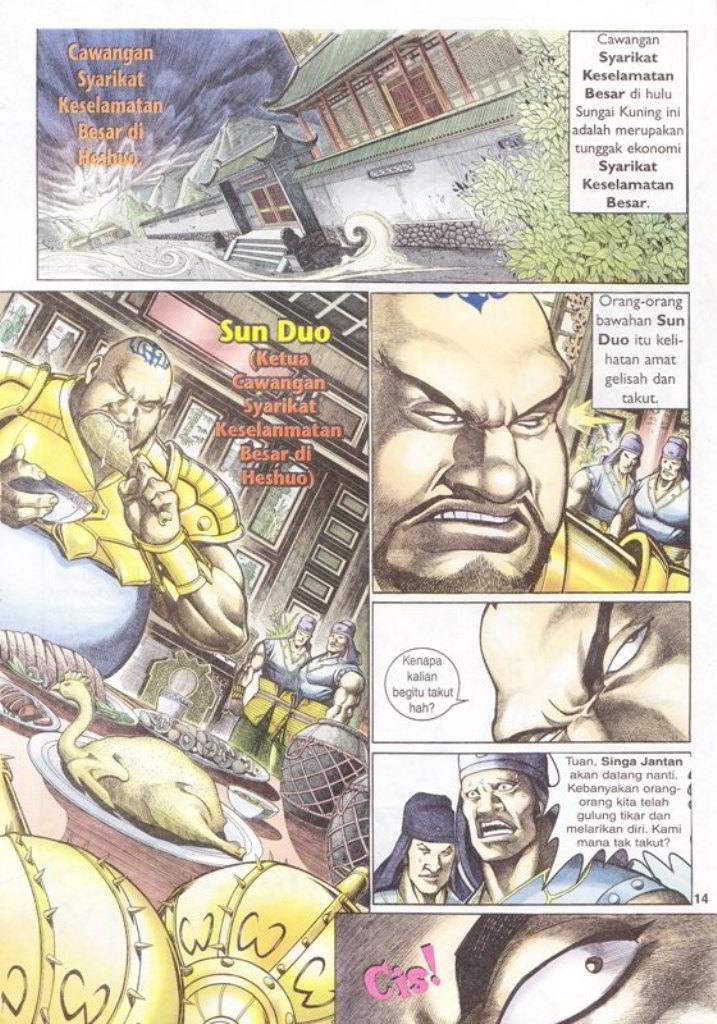 Cawangan
Syarikat
Keselamatan
Besar di
Heshuo.
Cawangan
Syarikat
Keselamatan
Besar di hulu
Sungai Kuning ini
adalah merupakan
tunggak ekonomi
Syarikat
Keselamatan
Besar.
Sun Duo
(Ketua
Cawangan
Syarikat
Keselanmatan
Besar di
Heshuo)
Orang-orang
bawahan Sun
Duo itu keli-
hatan amat
gelisah dan
takut.
Kenapa
kalian
begitu takut
hah?
Tuan, Singa Jantan
akan datang nanti.
Kebanyakan orang-
orang kita telah
gulung tikar dan
melarikan diri. Kami
mana tak takut?
14
Cis!